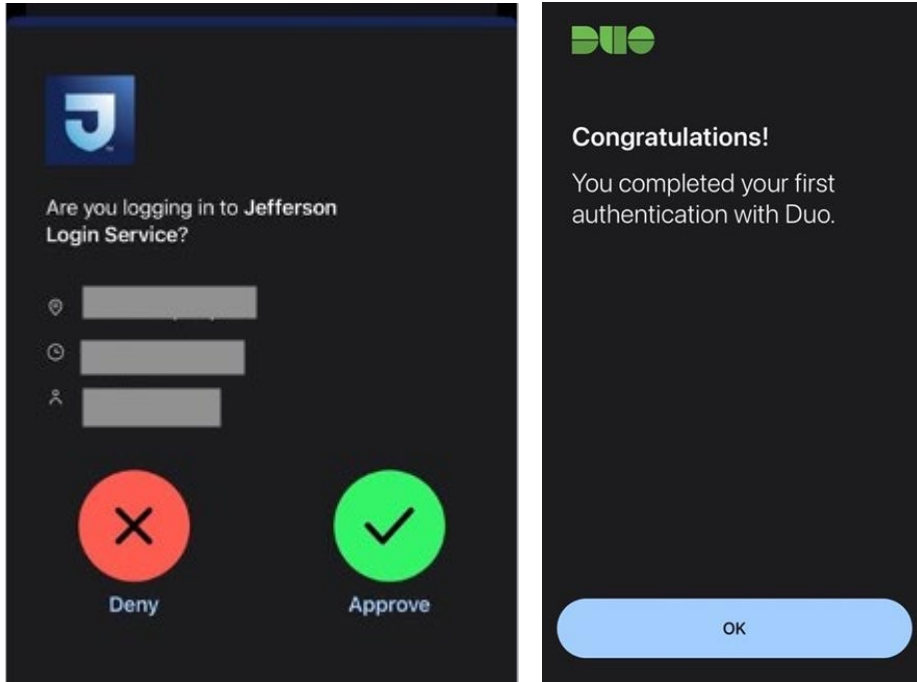 J
Are you logging in to Jefferson
Login Service?
Deny
Approve
DUO
Congratulations!
You completed your first
authentication with Duo.
OK